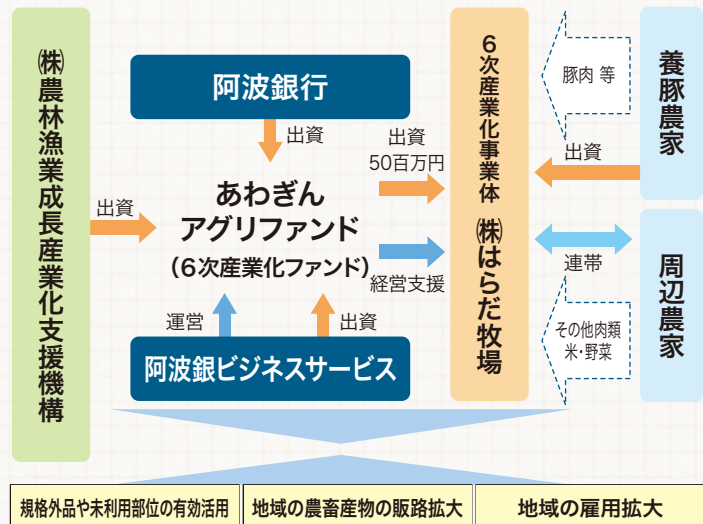 ㈱農林漁業成長産業化支援機構
出資
阿波銀行
出資
あわぎん
アグリファンド
（6次産業化ファンド）
運営
出資
阿波銀ビジネスサービス
出資
50百万円
経営支援
6次産業化事業体 ㈱はらだ牧場
豚肉 等
出資
養豚農家
連帯
その他肉類
米・野菜
周辺農家
規格外品や未利用部位の有効活用
地域の農畜産物の販路拡大
地域の雇用拡大